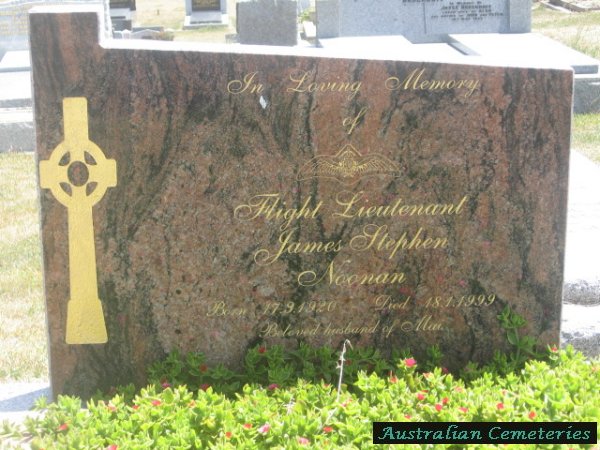 In Loving Memory
of
Flight Lieutenant
James Stephen
Noonan
Born 17.9.1920 Died 18.1.1999
Beloved husband of Mai.
Australian Cemeteries